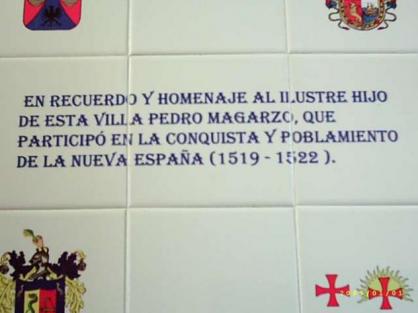 EN RECUERDO Y HOMENAJE AL ILUSTRE HIJO
DE ESTA VILLA PEDRO MAGARZO, QUE
PARTICIPÓ EN LA CONQUISTA Y POBLAMIENTO
DE LA NUEVA ESPAÑA (1519 - 1522 ).